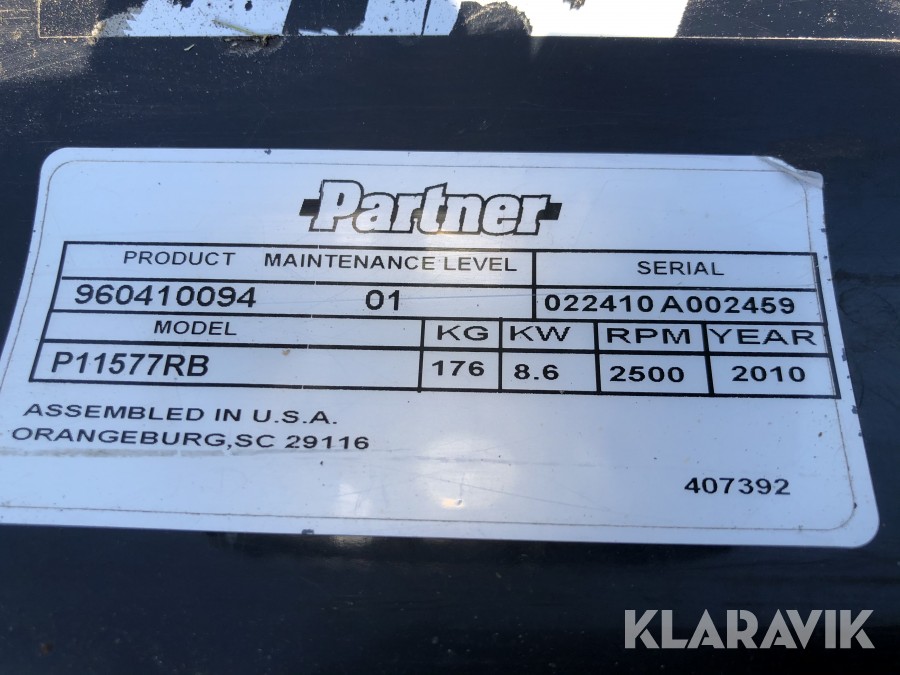 Partner
PRODUCT MAINTENANCE LEVEL SERIAL
960410094 01 022410 A002459
MODEL KG KW RPM YEAR
P11577RB 176 8.6 2500 2010
ASSEMBLED IN U.S.A.
ORANGEBURG,SC 29116
407392
KLARAVIK